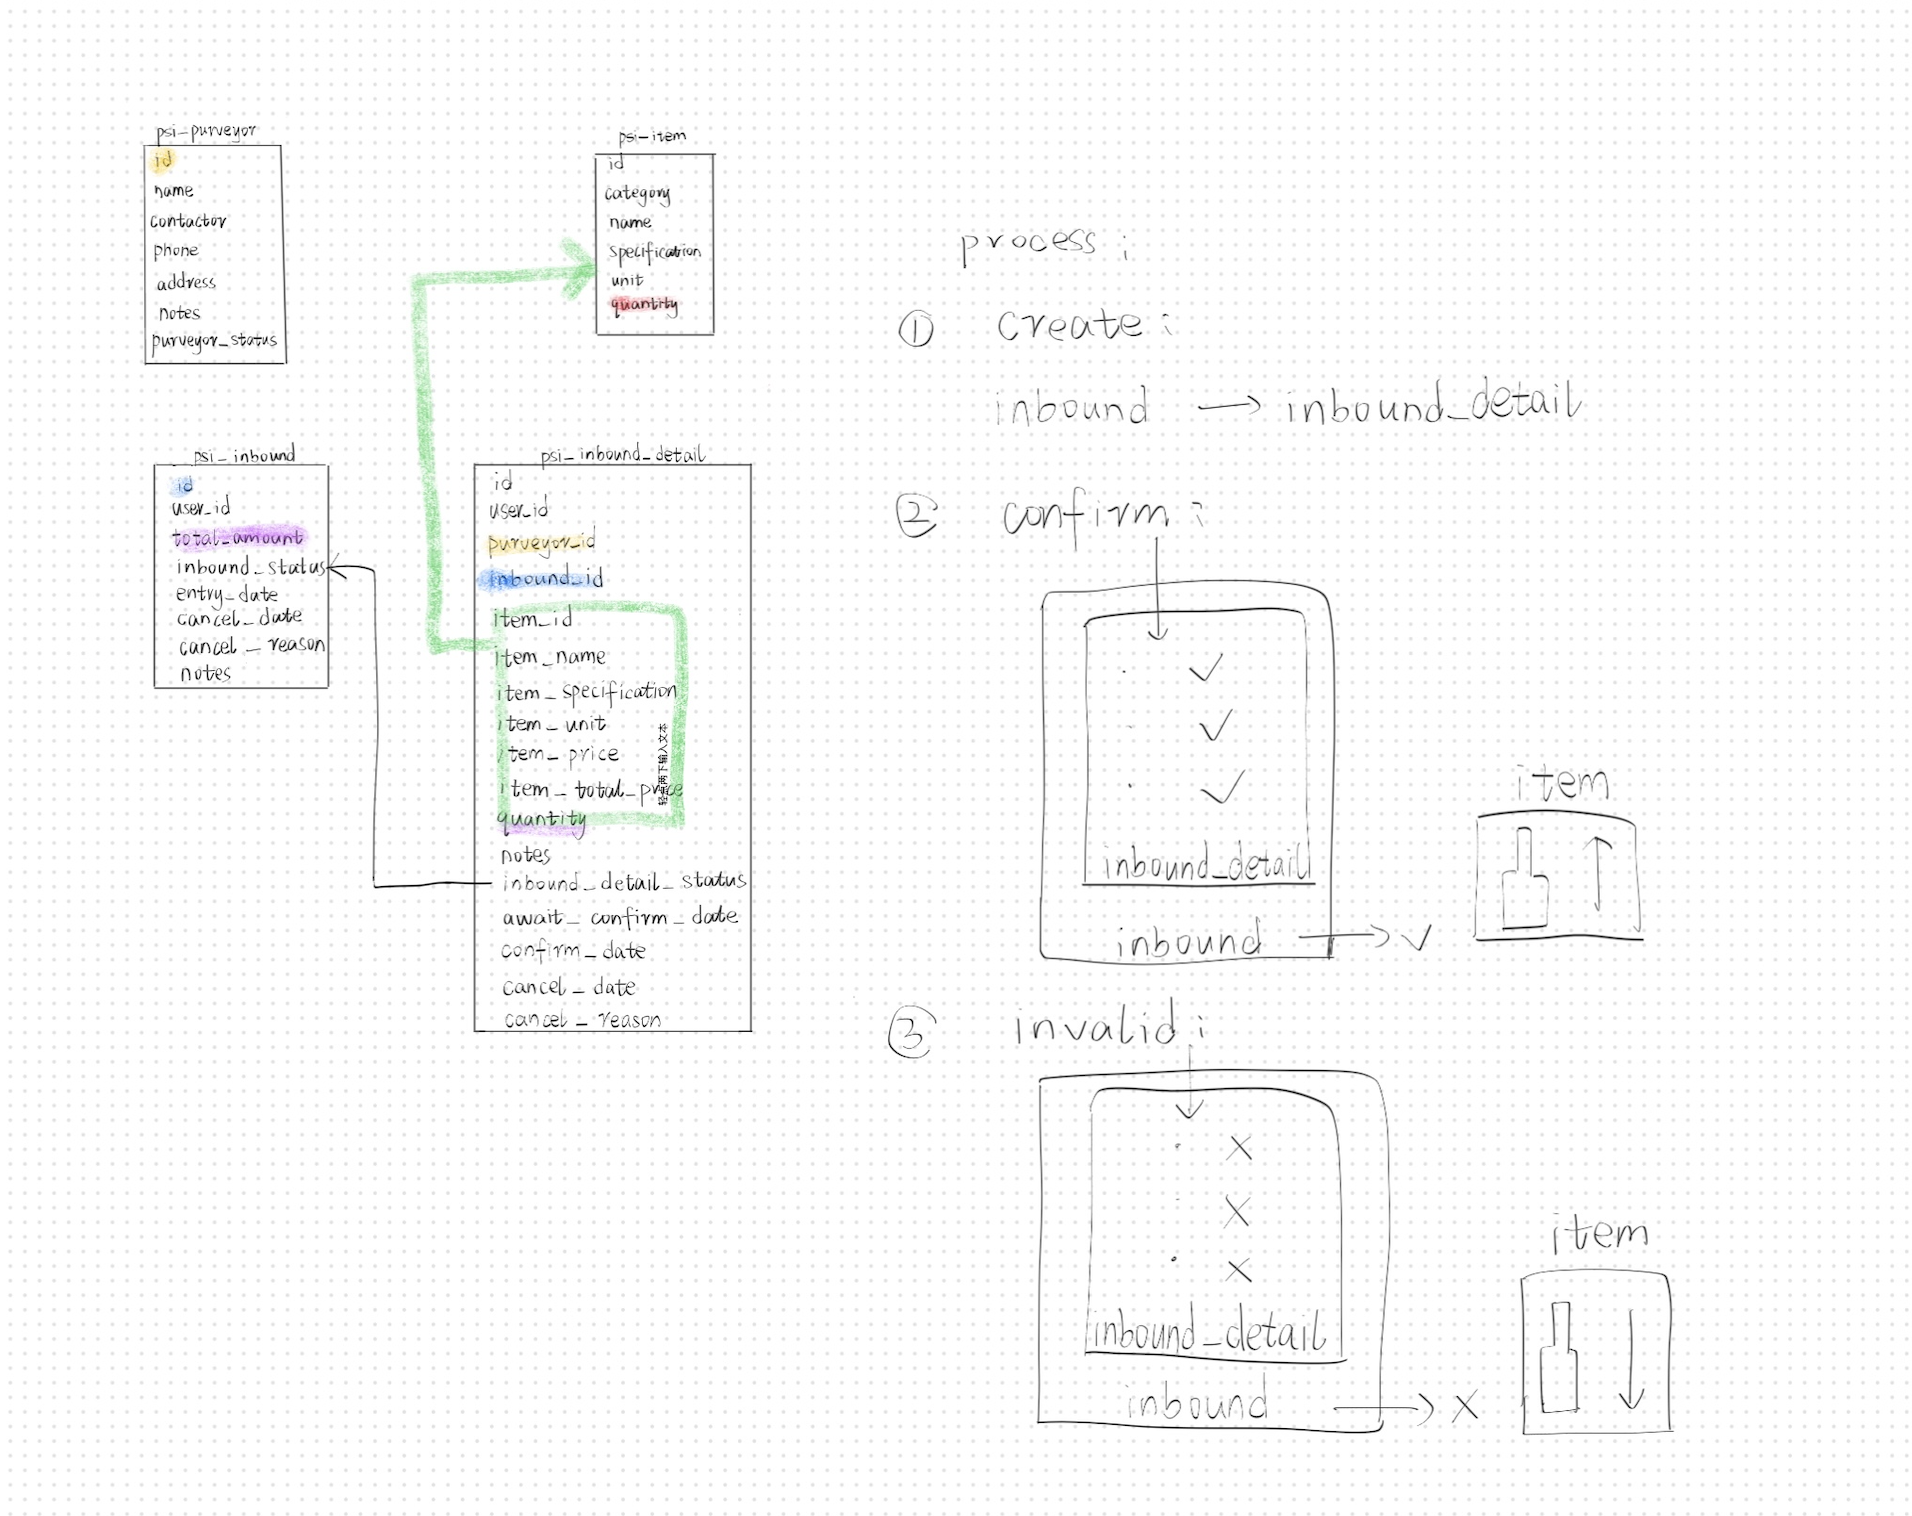 psi_purveyor
id
name
contactor
phone
address
notes
purveyor_status
psi_item
id
category
name
specification
unit
quantity
psi_inbound
id
user_id
total_amount
inbound_status
entry_date
cancel_date
cancel_reason
notes
psi_inbound_detail
id
user_id
purveyor_id
inbound_id
item_id
item_name
item_specification
item_unit
item_price
item_total_price
quantity
notes
inbound_detail_status
await_confirm_date
confirm_date
cancel_date
cancel_reason
轻点两下输入文本
process:
① create:
inbound → inbound_detail
② confirm:
inbound_detail
inbound → ✓
item
↑
③ invalid:
inbound_detail
inbound → x
item
↓